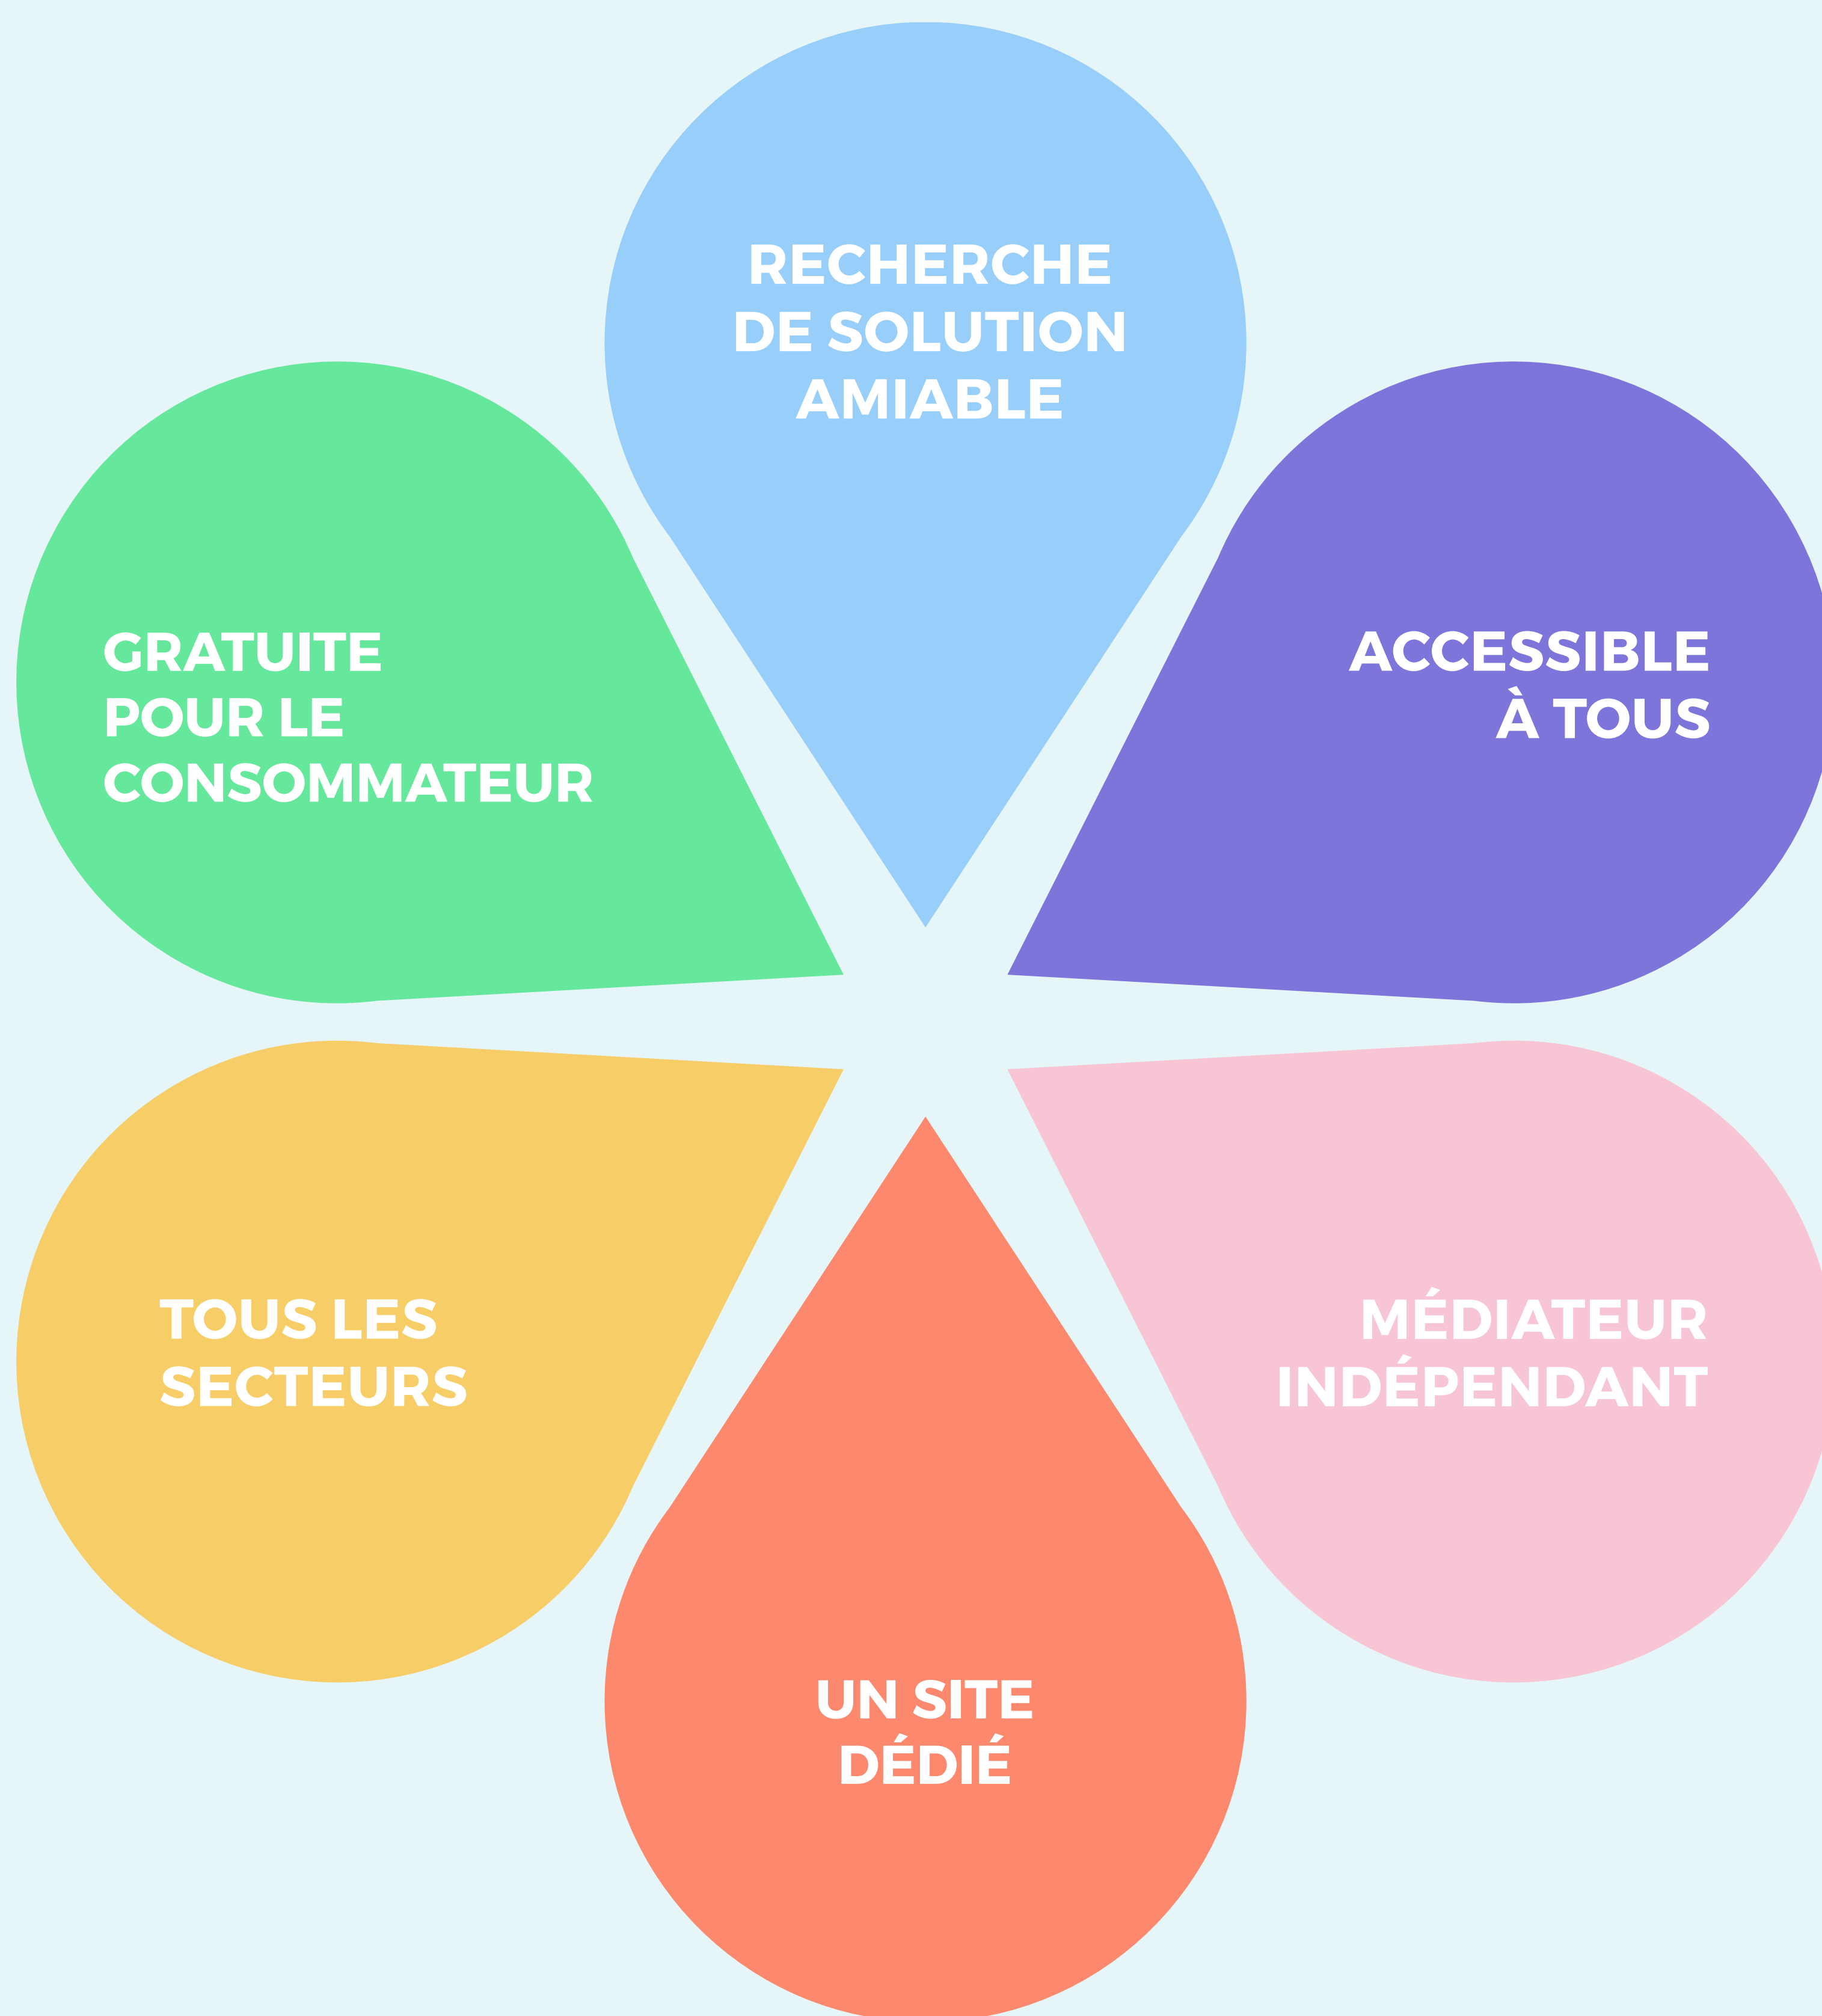 RECHERCHE
DE SOLUTION
AMIABLE
GRATUITE
POUR LE
CONSOMMATEUR
ACCESSIBLE
À TOUS
TOUS LES
SECTEURS
MÉDIATEUR
INDÉPENDANT
UN SITE
DÉDIÉ